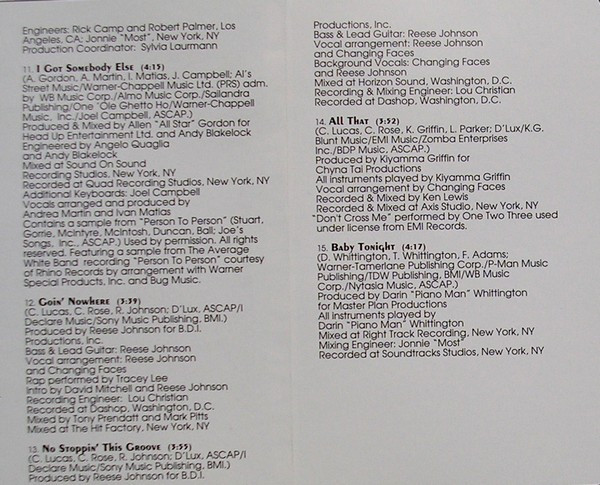 Engineers: Rick Camp and Robert Palmer, Los
Angeles, CA; Jonnie "Most", New York, NY
Production Coordinator: Sylvia Laurmann
11. I Got Somebody Else (4:15)
(A. Gordon, A. Martin, I. Matias, J. Campbell; Al's
Street Music/Warner-Chappell Music Ltd. (PRS) adm.
by WB Music Corp./Almo Music Corp./Sailandra
Publishing/One 'Ole Ghetto Ho/Warner-Chappell
Music, Inc./Joel Campbell, ASCAP.)
Produced & Mixed by Allen "All Star" Gordon for
Head Up Entertainment Ltd. and Andy Blakelock
Engineered by Angelo Quaglia
and Andy Blakelock
Mixed at Sound On Sound
Recording Studios, New York, NY
Recorded at Quad Recording Studios, New York, NY
Additional Keyboards: Joel Campbell
Vocals arranged and produced by
Andrea Martin and Ivan Matias
Contains a sample from "Person To Person" (Stuart,
Gorrie, McIntyre, McIntosh, Duncan, Ball; Joe's
Songs, Inc., ASCAP.) Used by permission. All rights
reserved. Featuring a sample from The Average
White Band recording "Person To Person" courtesy
of Rhino Records by arrangement with Warner
Special Products, Inc. and Bug Music.
12. Goin' Nowhere (3:39)
(C. Lucas, C. Rose, R. Johnson; D'Lux, ASCAP/I
Declare Music/Sony Music Publishing, BMI.)
Produced by Reese Johnson for B.D.I.
Productions, Inc.
Bass & Lead Guitar: Reese Johnson
Vocal arrangement: Reese Johnson
and Changing Faces
Rap performed by Tracey Lee
Intro by David Mitchell and Reese Johnson
Recording Engineer: Lou Christian
Recorded at Dashop, Washington, D.C.
Mixed by Tony Prendatt and Mark Pitts
Mixed at The Hit Factory, New York, NY
13. No Stoppin' This Groove (3:55)
(C. Lucas, C. Rose, R. Johnson; D'Lux, ASCAP/I
Declare Music/Sony Music Publishing, BMI.)
Produced by Reese Johnson for B.D.I.
Productions, Inc.
Bass & Lead Guitar: Reese Johnson
Vocal arrangement: Reese Johnson
and Changing Faces
Background Vocals: Changing Faces
and Reese Johnson
Mixed at Horizon Sound, Washington, D.C.
Recording & Mixing Engineer: Lou Christian
Recorded at Dashop, Washington, D.C.
14. All That (3:52)
(C. Lucas, C. Rose, K. Griffin, L. Parker; D'Lux/K.G.
Blunt Music/EMI Music/Zomba Enterprises
Inc./BDP Music, ASCAP.)
Produced by Kiyamma Griffin for
Chyna Tai Productions
All instruments played by Kiyamma Griffin
Vocal arrangement by Changing Faces
Recorded & Mixed by Ken Lewis
Recorded & Mixed at Axis Studio, New York, NY
"Don't Cross Me" performed by One Two Three used
under license from EMI Records.
15. Baby Tonight (4:17)
(D. Whittington, T. Whittington, F. Adams;
Warner-Tamerlane Publishing Corp./P-Man Music
Publishing/TDW Publishing, BMI/WB Music
Corp./Nytasia Music, ASCAP.)
Produced by Darin "Piano Man" Whittington
for Master Plan Productions
All instruments played by
Darin "Piano Man" Whittington
Mixed at Right Track Recording, New York, NY
Mixing Engineer: Jonnie "Most"
Recorded at Soundtracks Studios, New York, NY